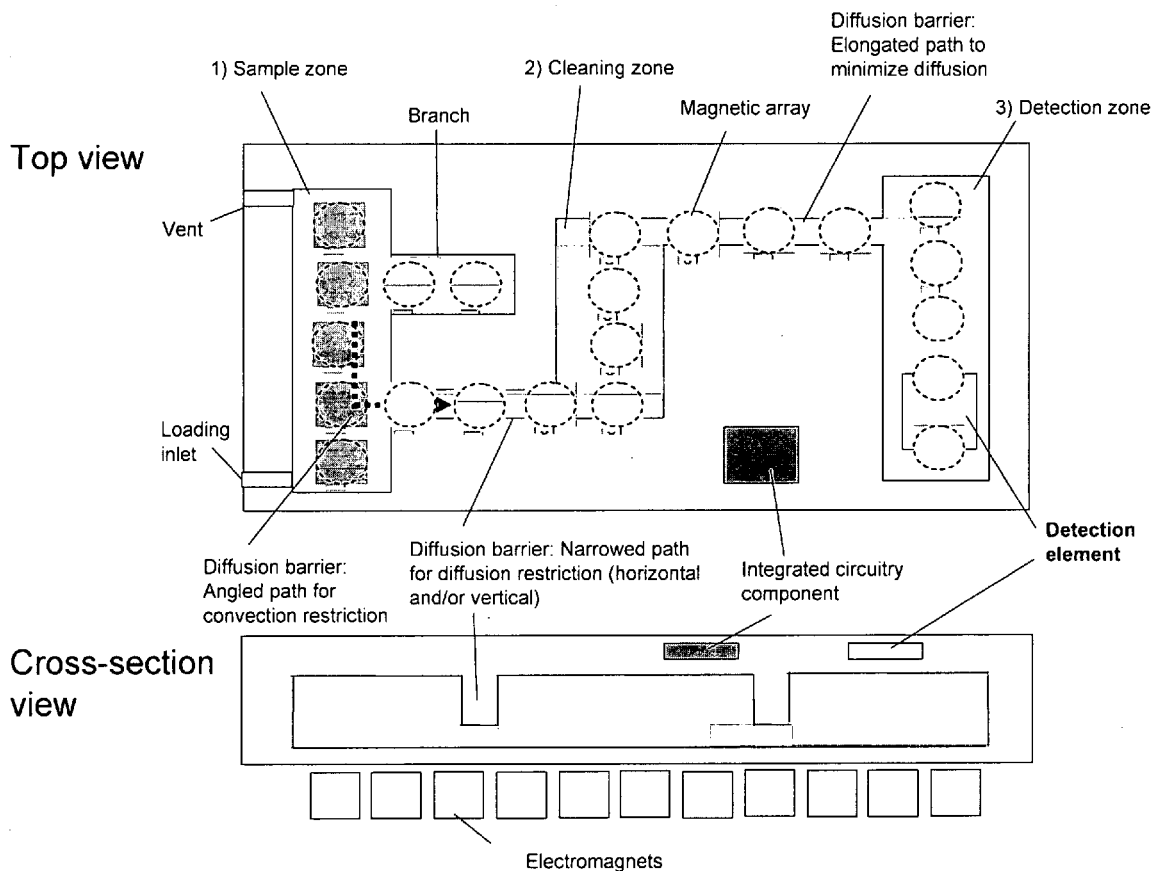 Diffusion barrier:
Elongated path to
minimize diffusion
1) Sample zone
2) Cleaning zone
Magnetic array
3) Detection zone
Branch
Top view
Vent
Loading
inlet
Diffusion barrier:
Angled path for
convection restriction
Diffusion barrier: Narrowed path
for diffusion restriction (horizontal
and/or vertical)
Integrated circuitry
component
Detection
element
Cross-section
view
Electromagnets